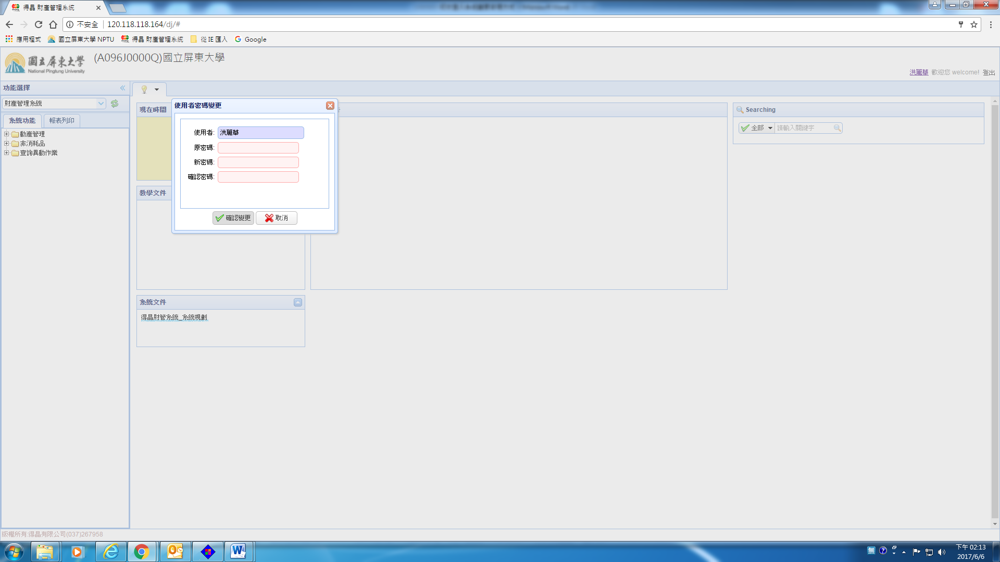 得晶 財產管理系統
不安全 120.118.118.164/dj/#
應用程式 國立屏東大學 NPTU 得晶 財產管理系統 從 IE 匯入 Google
國立屏東大學
National Pingtung University
(A096J0000Q)國立屏東大學
洪麗華 歡迎您 welcome! 登出
功能選擇
財產管理系統
系統功能 報表列印
動產管理
非消耗品
查詢異動作業
現在時間
使用者密碼變更
使用者: 洪麗華
原密碼:
新密碼:
確認密碼:
確認變更 取消
Searching
全部 請輸入關鍵字
教學文件
系統文件
得晶財管系統_系統規劃
版權所有:得晶有限公司(037)267958
無
下午 02:13
2017/6/6